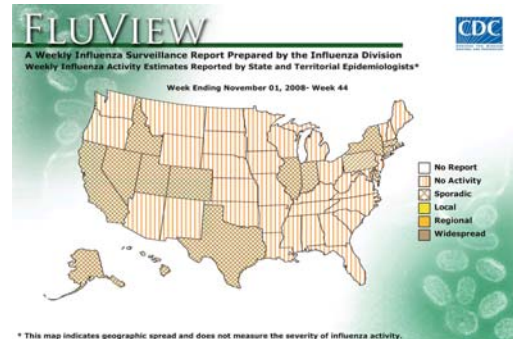 FLUVIEW
CDC
A Weekly Influenza Surveillance Report Prepared by the Influenza Division
Weekly Influenza Activity Estimates Reported by State and Territorial Epidemiologists*
Week Ending November 01, 2008- Week 44
No Report
No Activity
Sporadic
Local
Regional
Widespread
* This map indicates geographic spread and does not measure the severity of influenza activity.